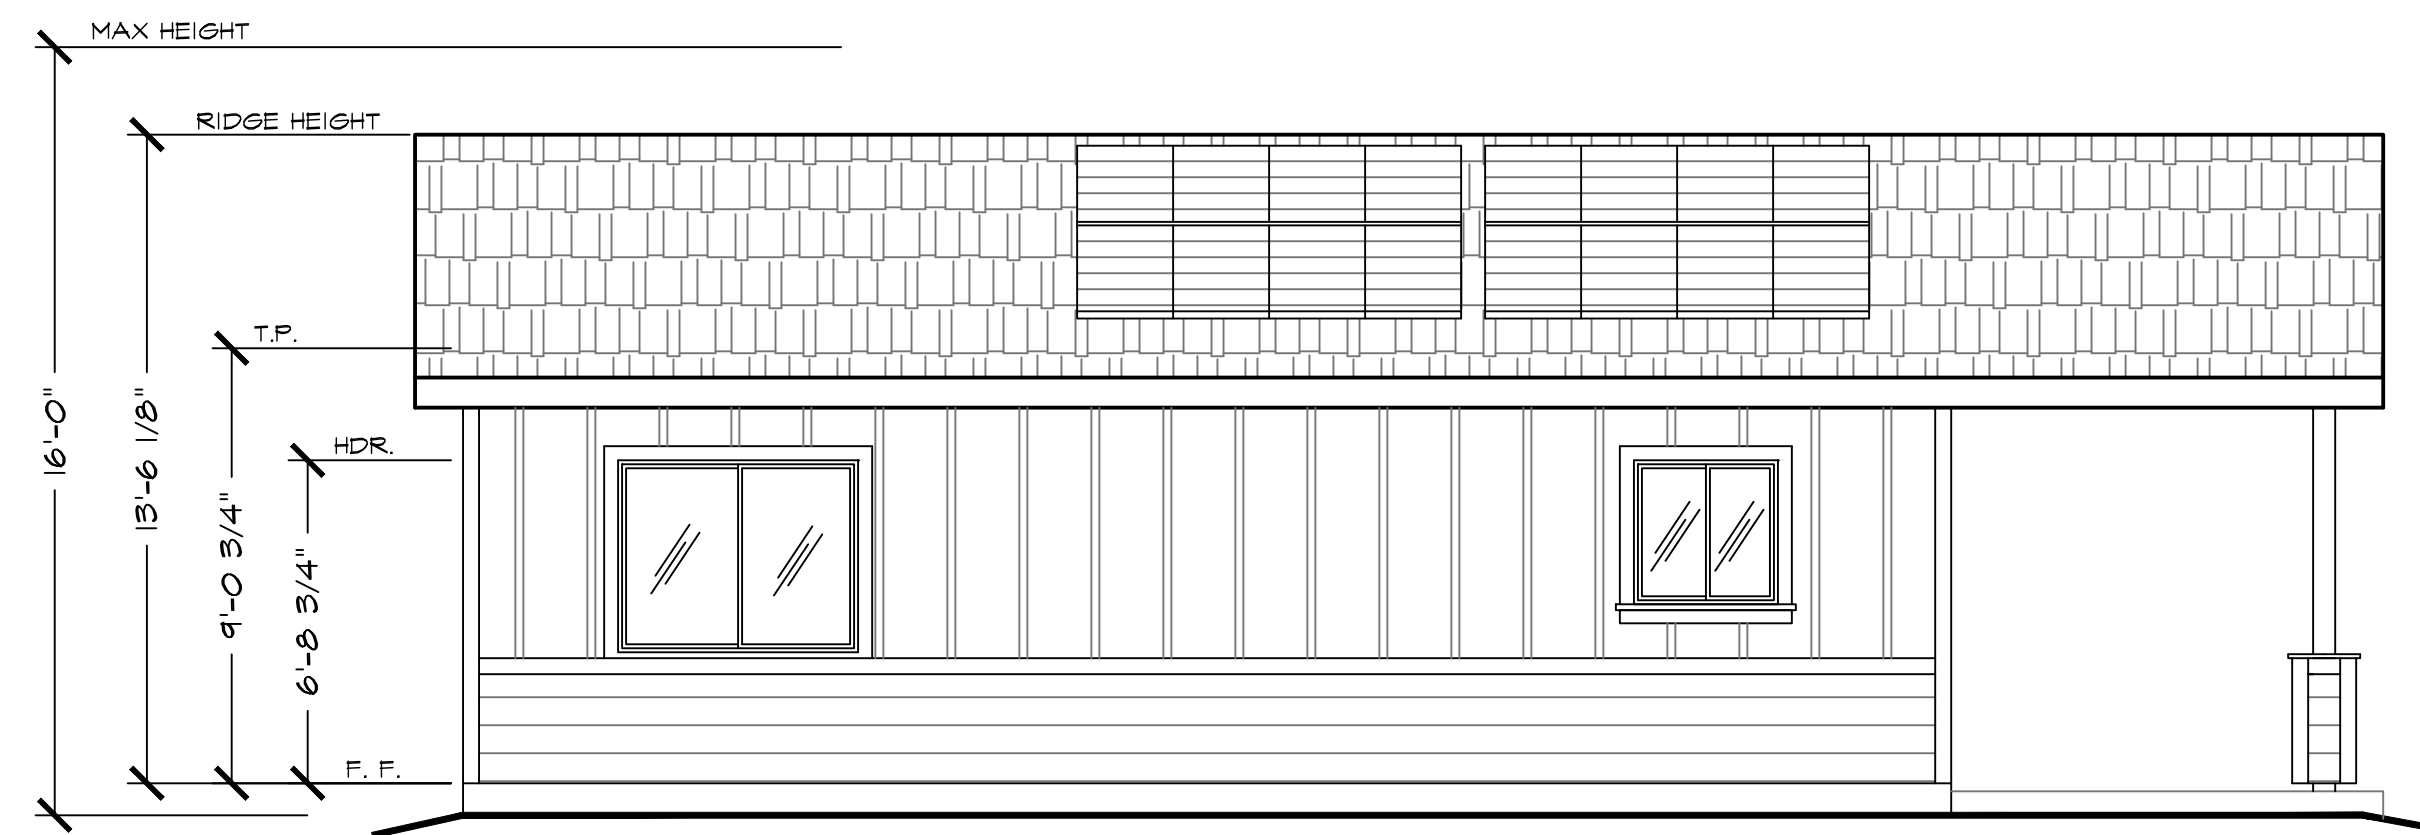 MAX HEIGHT
RIDGE HEIGHT
T.P.
HDR.
F. F.
16'-0"
13'-6 1/8"
9'-0 3/4"
6'-8 3/4"